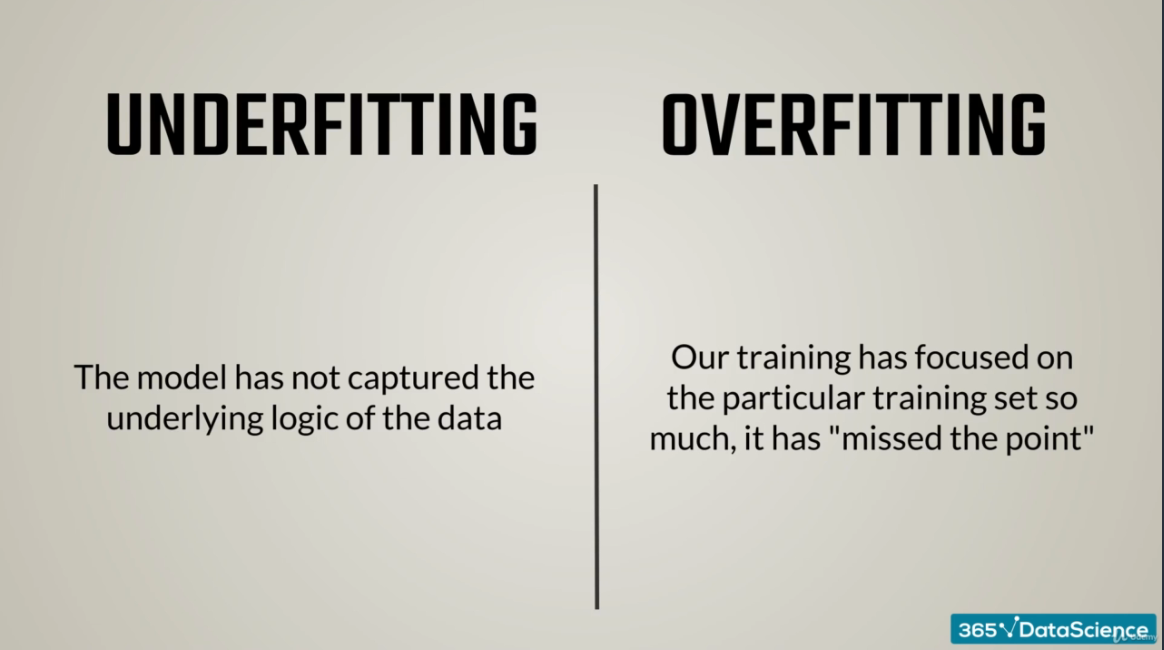 UNDERFITTING
The model has not captured the
underlying logic of the data
OVERFITTING
Our training has focused on
the particular training set so
much, it has "missed the point"
365 DataScience
Udemy